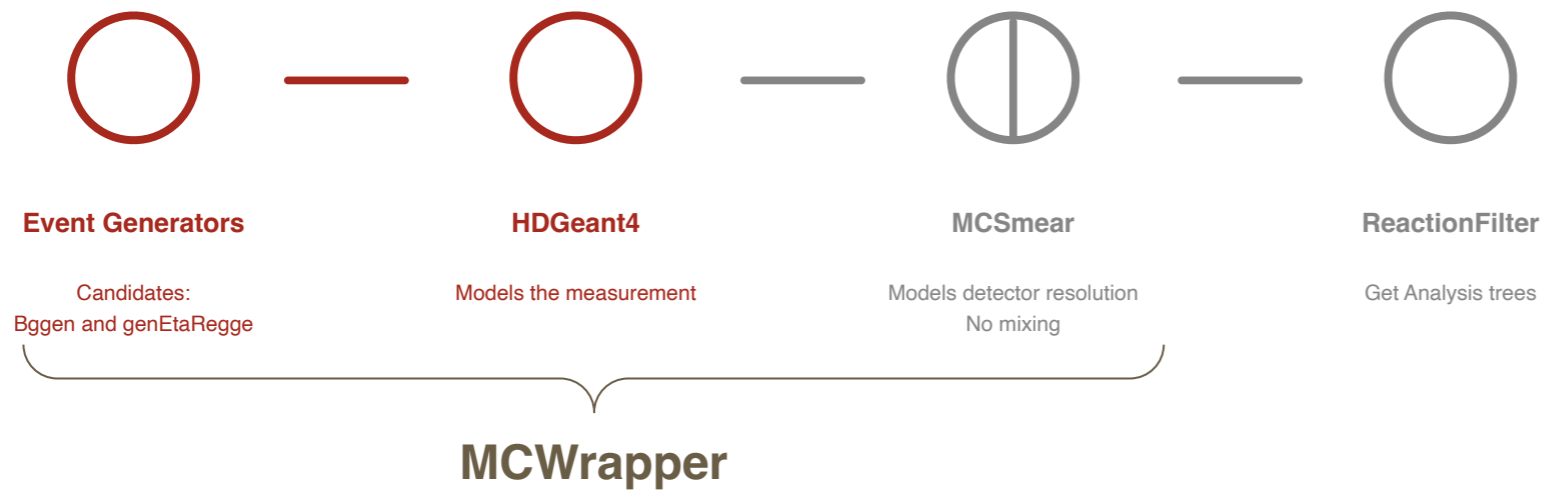 Event Generators
HDGeant4
MCSmear
ReactionFilter
Candidates:
Bggen and genEtaRegge
Models the measurement
Models detector resolution
No mixing
Get Analysis trees
MCWrapper